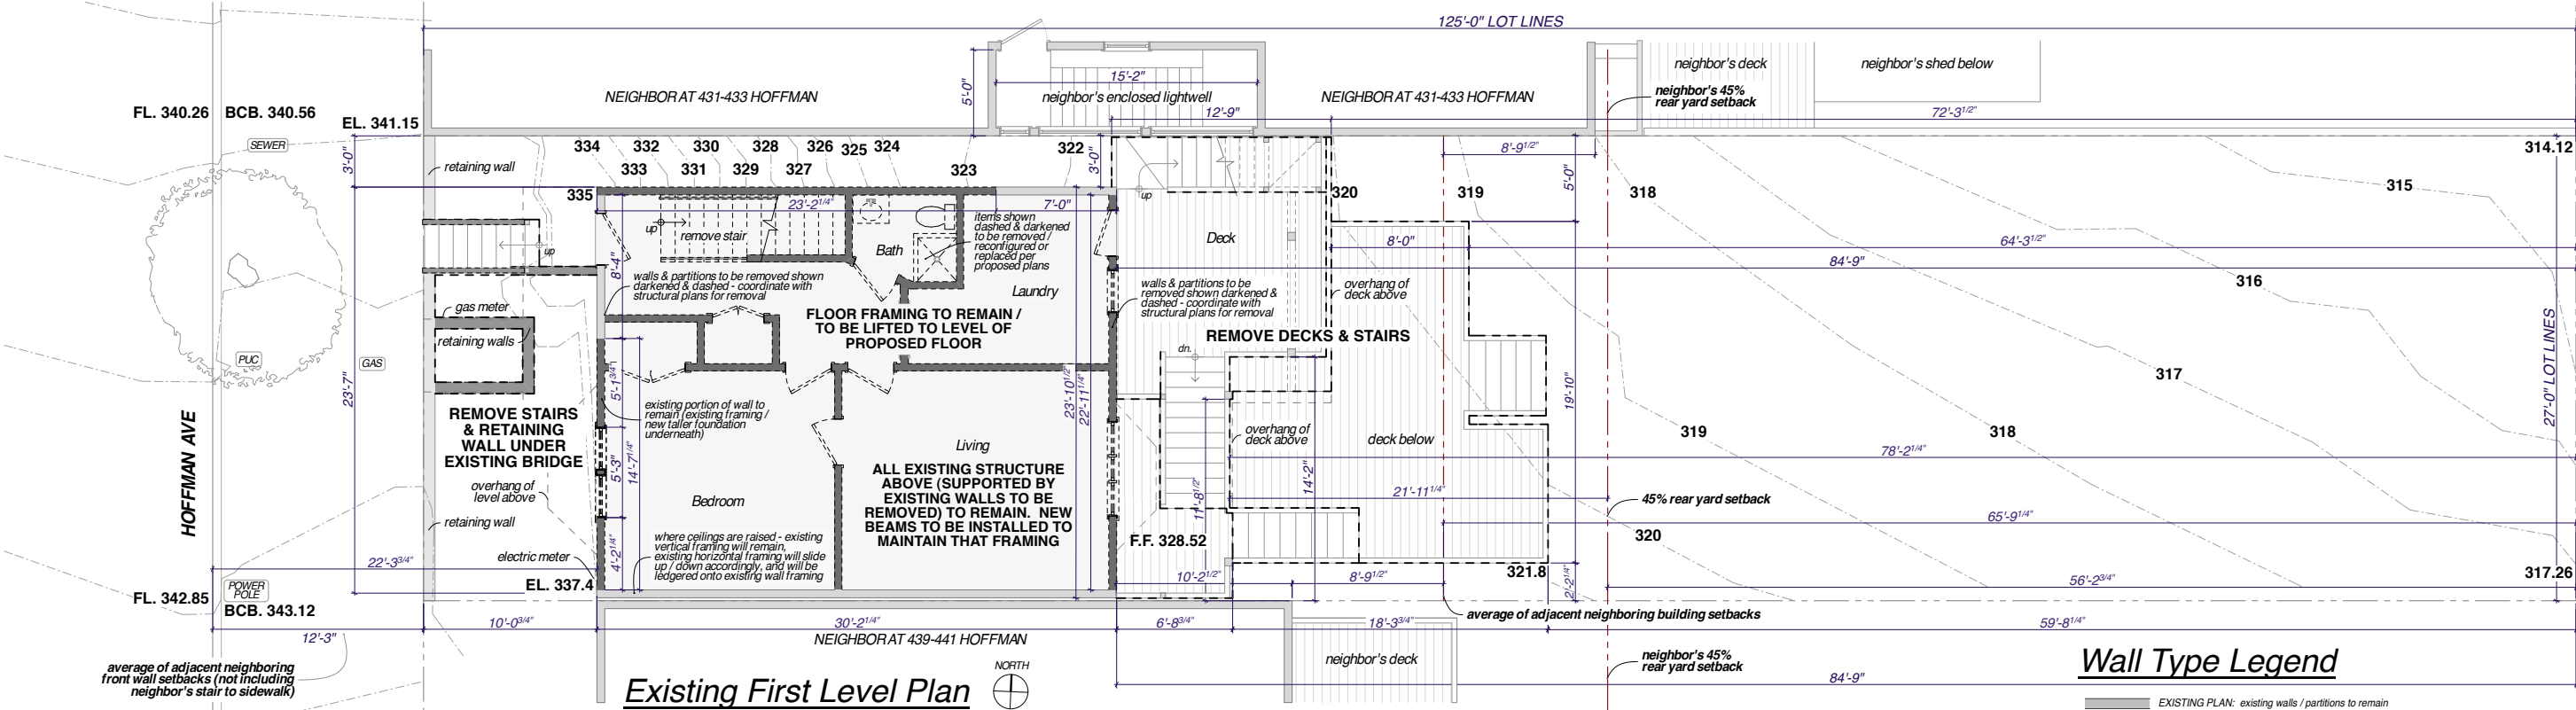 125'-0" LOT LINES
5'-0"
15'-2"
neighbor's enclosed lightwell
12'-9"
NEIGHBOR AT 431-433 HOFFMAN
NEIGHBOR AT 431-433 HOFFMAN
neighbor's deck
neighbor's shed below
neighbor's 45%
rear yard setback
72'-3 1/2"
FL. 340.26
BCB. 340.56
EL. 341.15
SEWER
3'-0"
retaining wall
334
332
330
328
326
325
324
322
333
331
329
327
323
335
3'-0"
8'-9 1/2"
5'-0"
314.12
320
319
318
315
23'-2 1/4"
7'-0"
up
remove stair
Bath
items shown
dashed & darkened
to be removed /
reconfigured or
replaced per
proposed plans
Laundry
up
Deck
8'-0"
64'-3 1/2"
84'-9"
316
up
8'-4"
walls & partitions to be removed shown
darkened & dashed - coordinate with
structural plans for removal
FLOOR FRAMING TO REMAIN /
TO BE LIFTED TO LEVEL OF
PROPOSED FLOOR
walls & partitions to be
removed shown darkened &
dashed - coordinate with
structural plans for removal
overhang of
deck above
REMOVE DECKS & STAIRS
dn.
gas meter
retaining walls
PUC
GAS
23'-7"
27'-0" LOT LINES
317
HOFFMAN AVE
REMOVE STAIRS
& RETAINING
WALL UNDER
EXISTING BRIDGE
overhang of
level above
retaining wall
electric meter
5'-1 3/4"
existing portion of wall to
remain (existing framing /
new taller foundation
underneath)
5'-3"
14'-7 1/4"
4'-2 1/4"
Bedroom
Living
ALL EXISTING STRUCTURE
ABOVE (SUPPORTED BY
EXISTING WALLS TO BE
REMOVED) TO REMAIN. NEW
BEAMS TO BE INSTALLED TO
MAINTAIN THAT FRAMING
where ceilings are raised - existing
vertical framing will remain,
existing horizontal framing will slide
up / down accordingly, and will be
ledgered onto existing wall framing
23'-10 1/2"
22'-11 1/4"
overhang of
deck above
deck below
19'-10"
319
318
78'-2 1/4"
11'-8 1/2"
14'-2"
21'-11 1/4"
45% rear yard setback
65'-9 1/4"
320
F.F. 328.52
321.8
317.26
10'-2 1/2"
8'-9 1/2"
2'-2 1/4"
56'-2 3/4"
22'-3 3/4"
POWER
POLE
EL. 337.4
FL. 342.85
BCB. 343.12
average of adjacent neighboring building setbacks
12'-3"
10'-0 3/4"
30'-2 1/4"
6'-8 3/4"
18'-3 3/4"
59'-8 1/4"
NEIGHBOR AT 439-441 HOFFMAN
average of adjacent neighboring
front wall setbacks (not including
neighbor's stair to sidewalk)
neighbor's deck
neighbor's 45%
rear yard setback
84'-9"
Existing First Level Plan
NORTH
Wall Type Legend
EXISTING PLAN: existing walls / partitions to remain